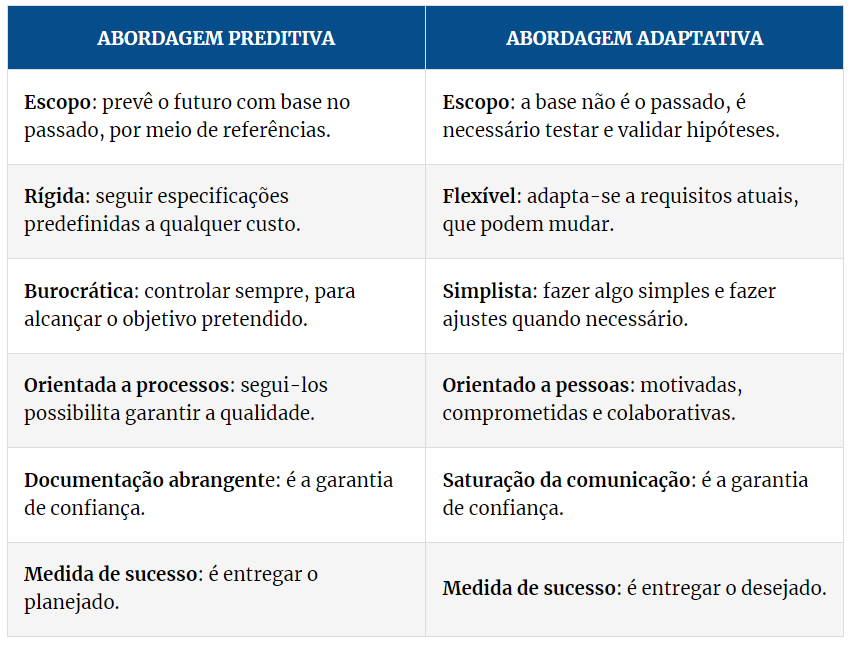 ABORDAGEM PREDITIVA
ABORDAGEM ADAPTATIVA
Escopo: prevê o futuro com base no
passado, por meio de referências.
Escopo: a base não é o passado, é
necessário testar e validar hipóteses.
Rígida: seguir especificações
predefinidas a qualquer custo.
Flexível: adapta-se a requisitos atuais,
que podem mudar.
Burocrática: controlar sempre, para
alcançar o objetivo pretendido.
Simplista: fazer algo simples e fazer
ajustes quando necessário.
Orientada a processos: segui-los
possibilita garantir a qualidade.
Orientado a pessoas: motivadas,
comprometidas e colaborativas.
Documentação abrangente: é a garantia
de confiança.
Saturação da comunicação: é a garantia
de confiança.
Medida de sucesso: é entregar o
planejado.
Medida de sucesso: é entregar o desejado.